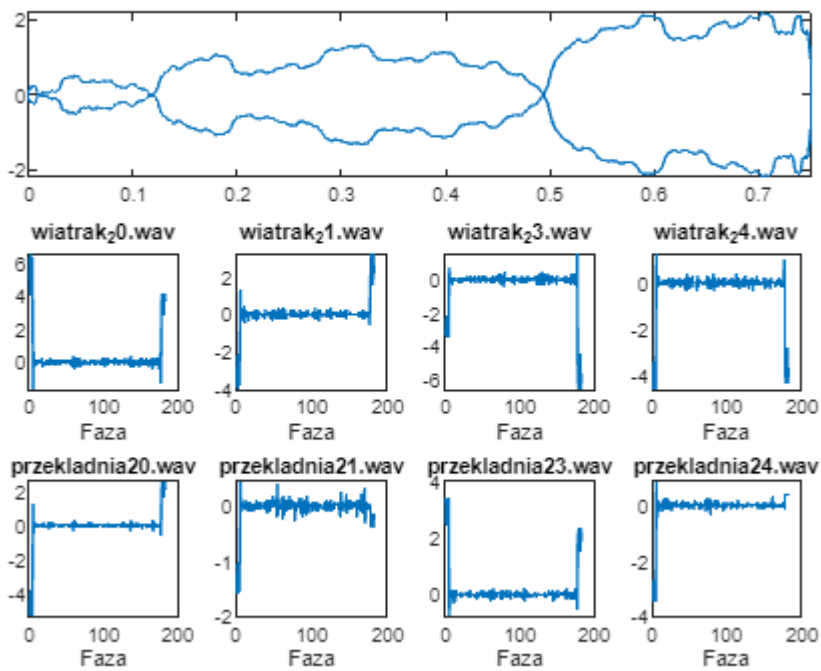 2
0
-2
0 0.1 0.2 0.3 0.4 0.5 0.6 0.7
wiatrak₂0.wav wiatrak₂1.wav wiatrak₂3.wav wiatrak₂4.wav
6
4
2
0
0 100 200
Faza
2
0
-2
-4
0 100 200
Faza
0
-2
-4
-6
0 100 200
Faza
0
-2
-4
0 100 200
Faza
przekladnia20.wav przekladnia21.wav przekladnia23.wav przekladnia24.wav
2
0
-2
-4
0 100 200
Faza
0
-1
-2
0 100 200
Faza
4
2
0
0 100 200
Faza
0
-2
-4
0 100 200
Faza